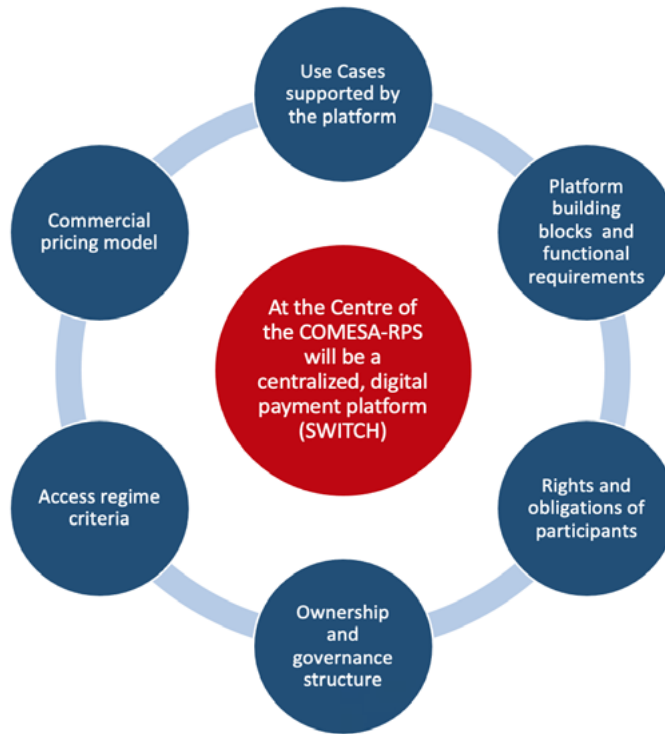 Use Cases
supported by
the platform
Platform
building
blocks and
functional
requirements
Rights and
obligations of
participants
Ownership
and
governance
structure
Access regime
criteria
Commercial
pricing model
At the Centre of
the COMESA-RPS
will be a
centralized, digital
payment platform
(SWITCH)